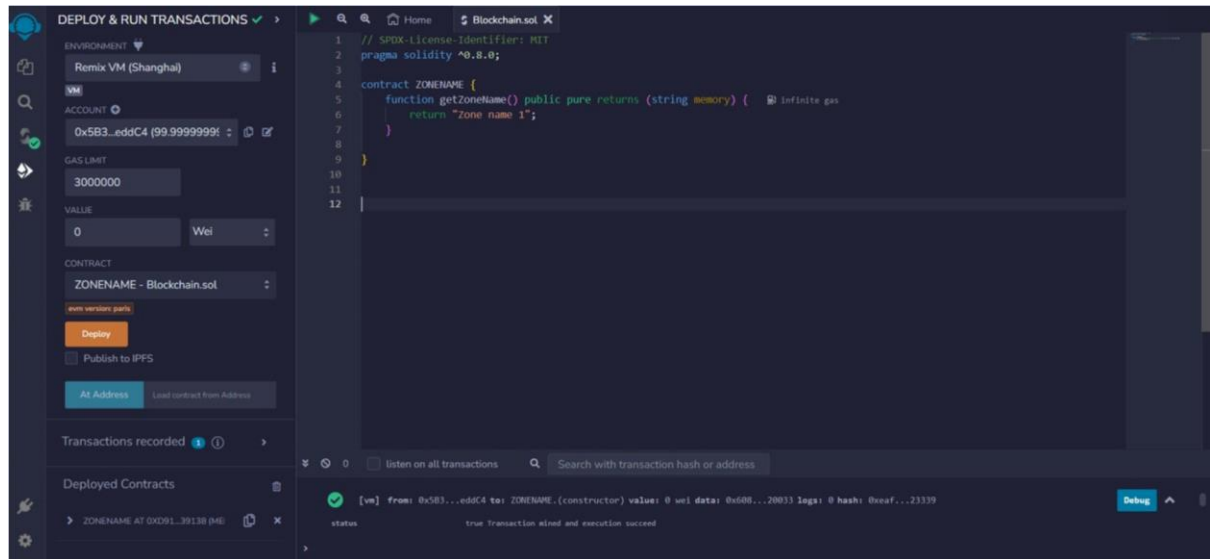 DEPLOY & RUN TRANSACTIONS
ENVIRONMENT
Remix VM (Shanghai)
VM
ACCOUNT
0x5B3...eddC4 (99.99999999
GAS LIMIT
3000000
VALUE
0 Wei
CONTRACT
ZONENAME - Blockchain.sol
evm version: paris
Deploy
Publish to IPFS
At Address Load contract from Address
Transactions recorded 1
Deployed Contracts
ZONENAME AT 0XD91...39138 (ME
Home Blockchain.sol
1 // SPDX-License-Identifier: MIT
2 pragma solidity ^0.8.0;
3
4 contract ZONENAME {
5 function getZoneName() public pure returns (string memory) { infinite gas
6 return "Zone name 1";
7 }
8
9 }
10
11
12
0 listen on all transactions Search with transaction hash or address
[vm] from: 0x5B3...eddC4 to: ZONENAME.(constructor) value: 0 wei data: 0x608...20033 logs: 0 hash: 0xeaf...23339
Debug
status true Transaction mined and execution succeed
>